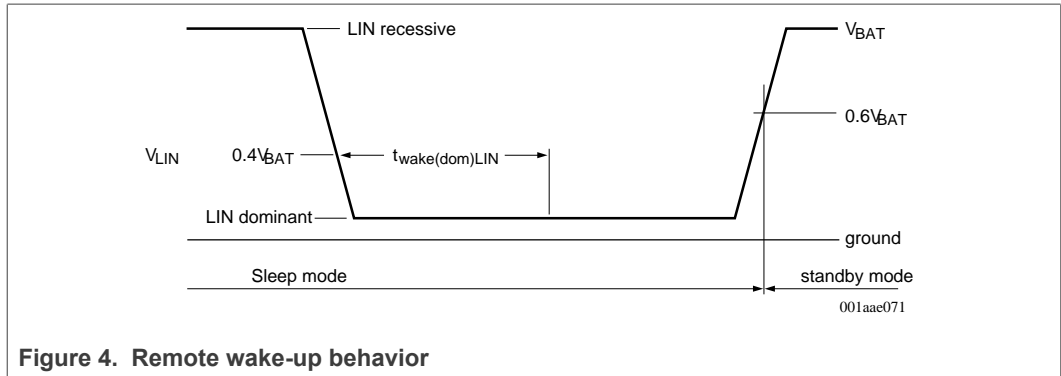 LIN recessive
VBAT
0.6VBAT
VLIN
0.4VBAT
twake(dom)LIN
LIN dominant
ground
Sleep mode
standby mode
001aae071
Figure 4. Remote wake-up behavior